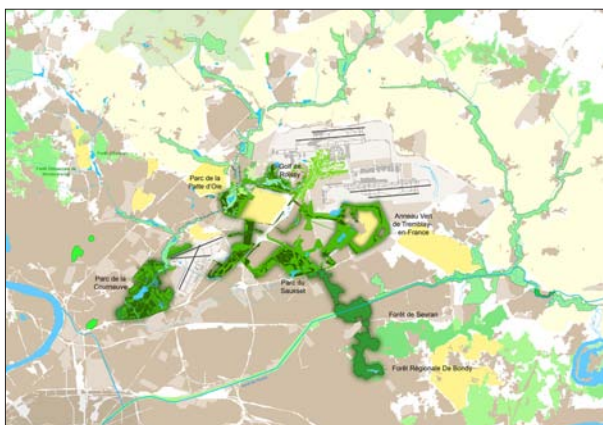 Golf de
Roissy
Parc de la
Patte d'Oie
Anneau Vert
de Tremblay-
en-France
Parc de la
Courneuve
Parc du
Sausset
Forêt de Sevran
Forêt Régionale De Bondy